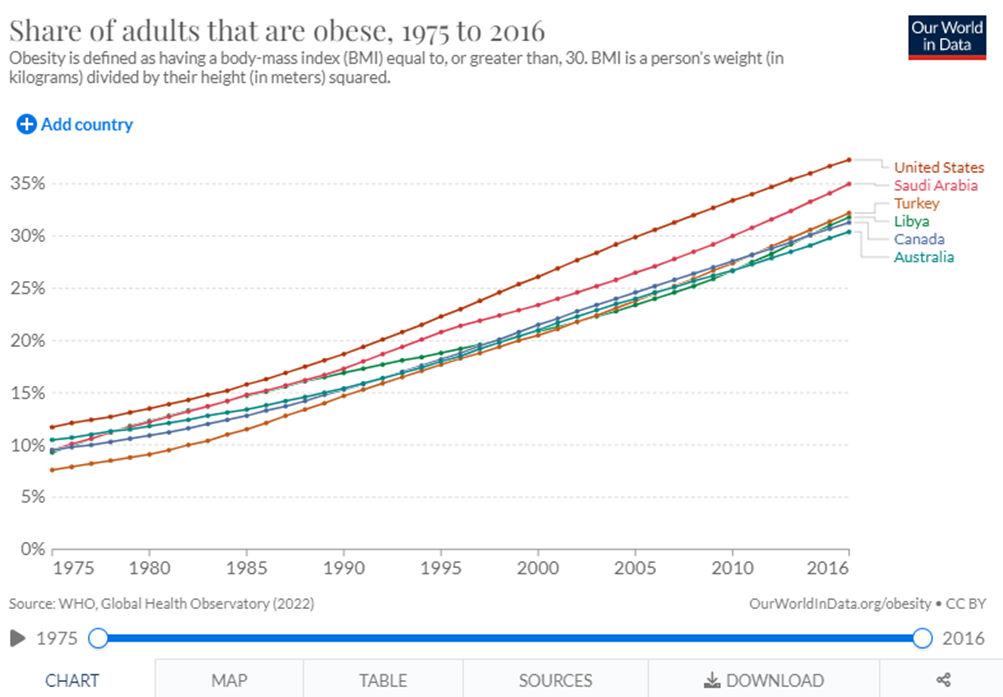 Share of adults that are obese, 1975 to 2016
Our World
in Data
Obesity is defined as having a body-mass index (BMI) equal to, or greater than, 30. BMI is a person's weight (in
kilograms) divided by their height (in meters) squared.
Add country
35%
30%
25%
20%
15%
10%
5%
0%
United States
Saudi Arabia
Turkey
Libya
Canada
Australia
1975 1980 1985 1990 1995 2000 2005 2010 2016
Source: WHO, Global Health Observatory (2022)
OurWorldInData.org/obesity • CC BY
1975 2016
CHART MAP TABLE SOURCES DOWNLOAD